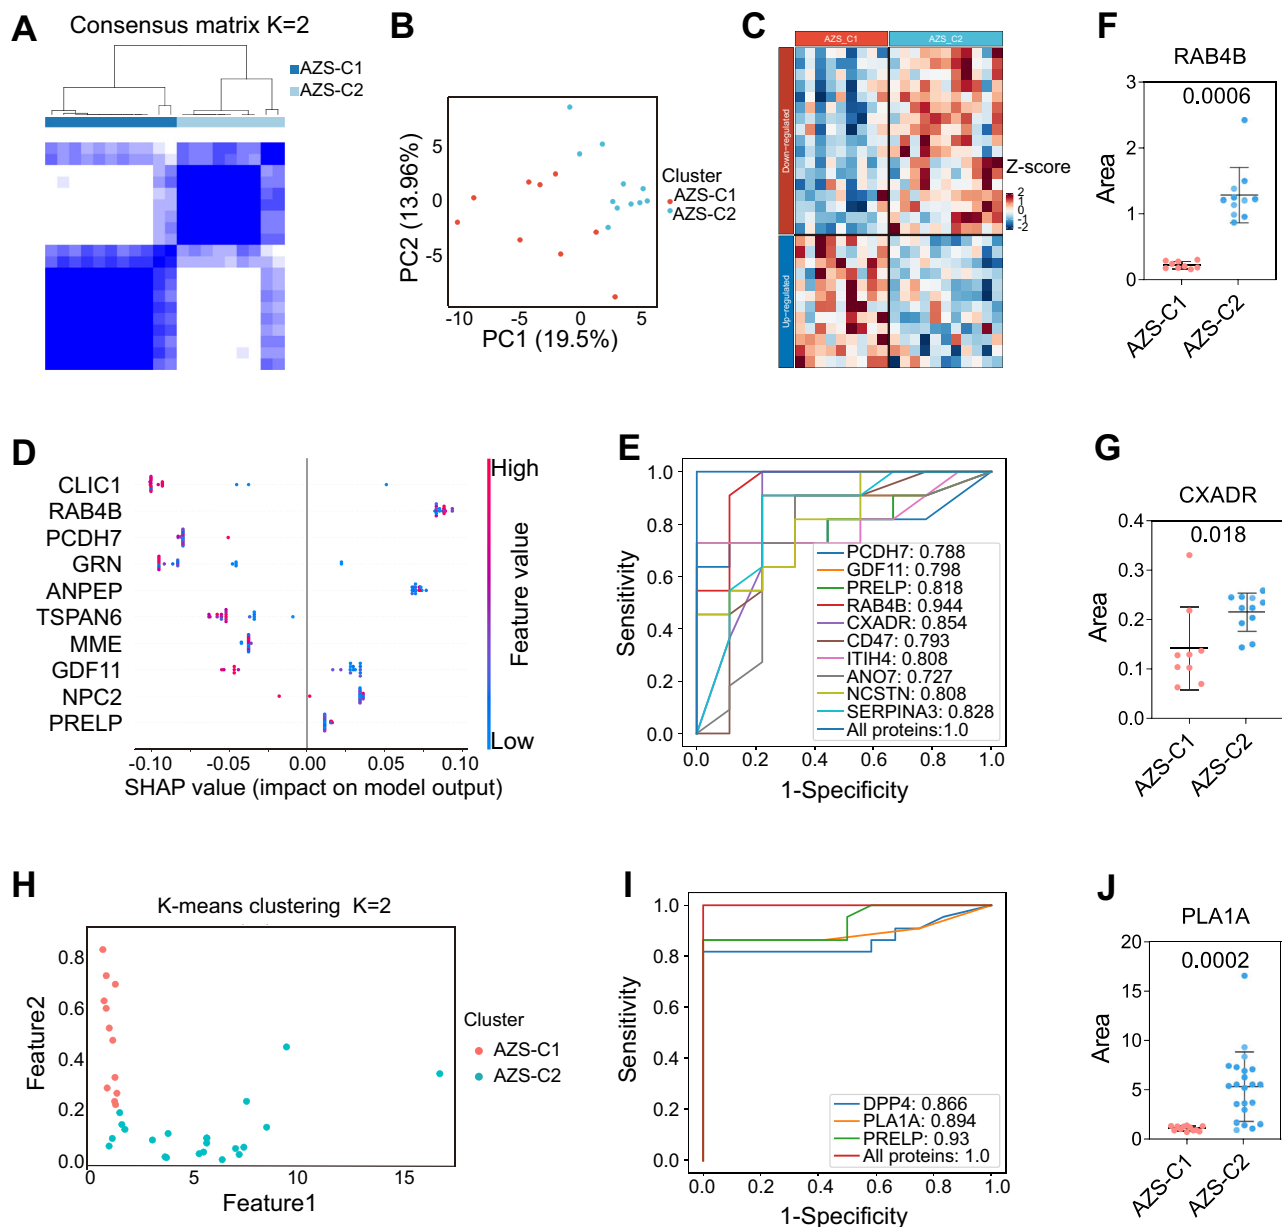 A
Consensus matrix K=2
AZS-C1
AZS-C2
B
5
0
-5
PC2 (13.96%)
-10
-5
0
5
PC1 (19.5%)
Cluster
AZS-C1
AZS-C2
C
AZS_C1
AZS_C2
Down-regulated
Up-regulated
Z-score
2
1
0
-1
-2
F
RAB4B
0.0006
3
2
1
0
Area
AZS-C1
AZS-C2
D
CLIC1
RAB4B
PCDH7
GRN
ANPEP
TSPAN6
MME
GDF11
NPC2
PRELP
-0.10
-0.05
0.00
0.05
0.10
SHAP value (impact on model output)
High
Feature value
Low
E
1.0
0.8
0.6
0.4
0.2
0.0
Sensitivity
PCDH7: 0.788
GDF11: 0.798
PRELP: 0.818
RAB4B: 0.944
CXADR: 0.854
CD47: 0.793
ITIH4: 0.808
ANO7: 0.727
NCSTN: 0.808
SERPINA3: 0.828
All proteins:1.0
0.0
0.2
0.4
0.6
0.8
1.0
1-Specificity
G
CXADR
0.018
0.4
0.3
0.2
0.1
0.0
Area
AZS-C1
AZS-C2
H
K-means clustering K=2
0.8
0.6
0.4
0.2
0.0
Feature2
0
5
10
15
Feature1
Cluster
AZS-C1
AZS-C2
I
1.0
0.8
0.6
0.4
0.2
0.0
Sensitivity
DPP4: 0.866
PLA1A: 0.894
PRELP: 0.93
All proteins: 1.0
0.0
0.2
0.4
0.6
0.8
1.0
1-Specificity
J
PLA1A
0.0002
20
15
10
5
0
Area
AZS-C1
AZS-C2